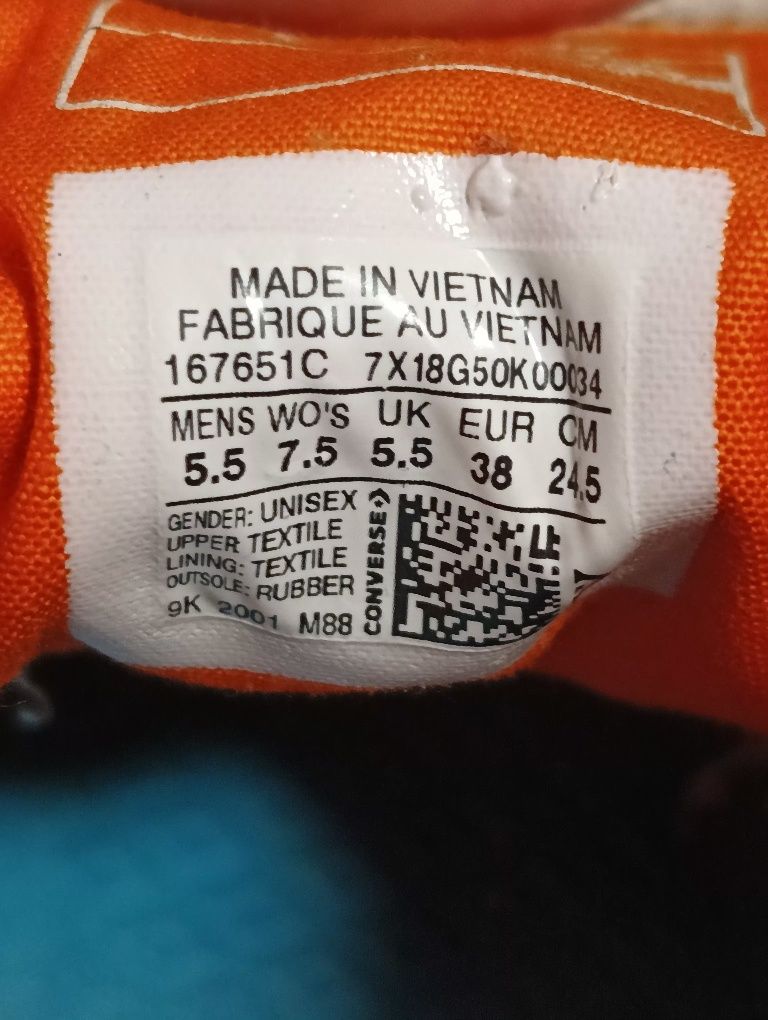 MADE IN VIETNAM
FABRIQUE AU VIETNAM
167651C 7X18G50K00034
MENS WO'S UK EUR CM
5.5 7.5 5.5 38 24.5
GENDER: UNISEX
UPPER TEXTILE
LINING: TEXTILE
OUTSOLE: RUBBER
9K 2001 M88
CONVERSE